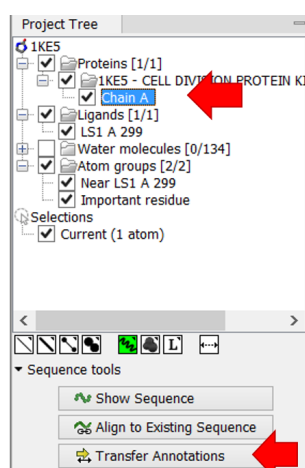 Project Tree
1KE5
Proteins [1/1]
1KE5 - CELL DIVISION PROTEIN KI
Chain A
Ligands [1/1]
LS1 A 299
Water molecules [0/134]
Atom groups [2/2]
Near LS1 A 299
Important residue
Selections
Current (1 atom)
L
Sequence tools
Show Sequence
Align to Existing Sequence
Transfer Annotations